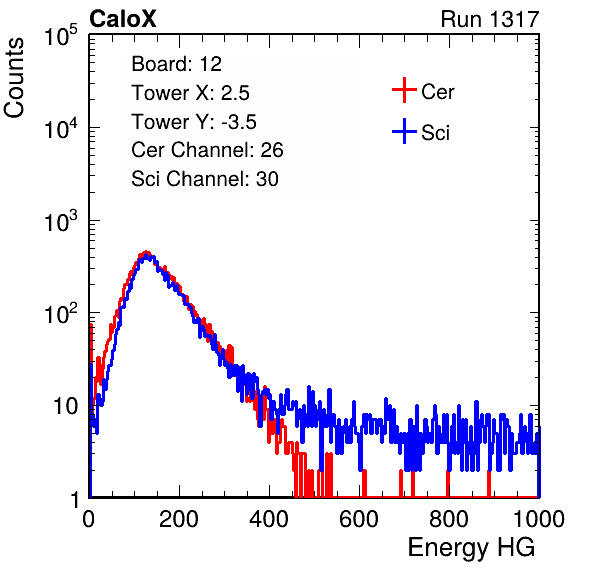 CaloX Run 1317
Counts
10^5
10^4
10^3
10^2
10
1
Board: 12
Tower X: 2.5
Tower Y: -3.5
Cer Channel: 26
Sci Channel: 30
Cer
Sci
0 200 400 600 800 1000
Energy HG